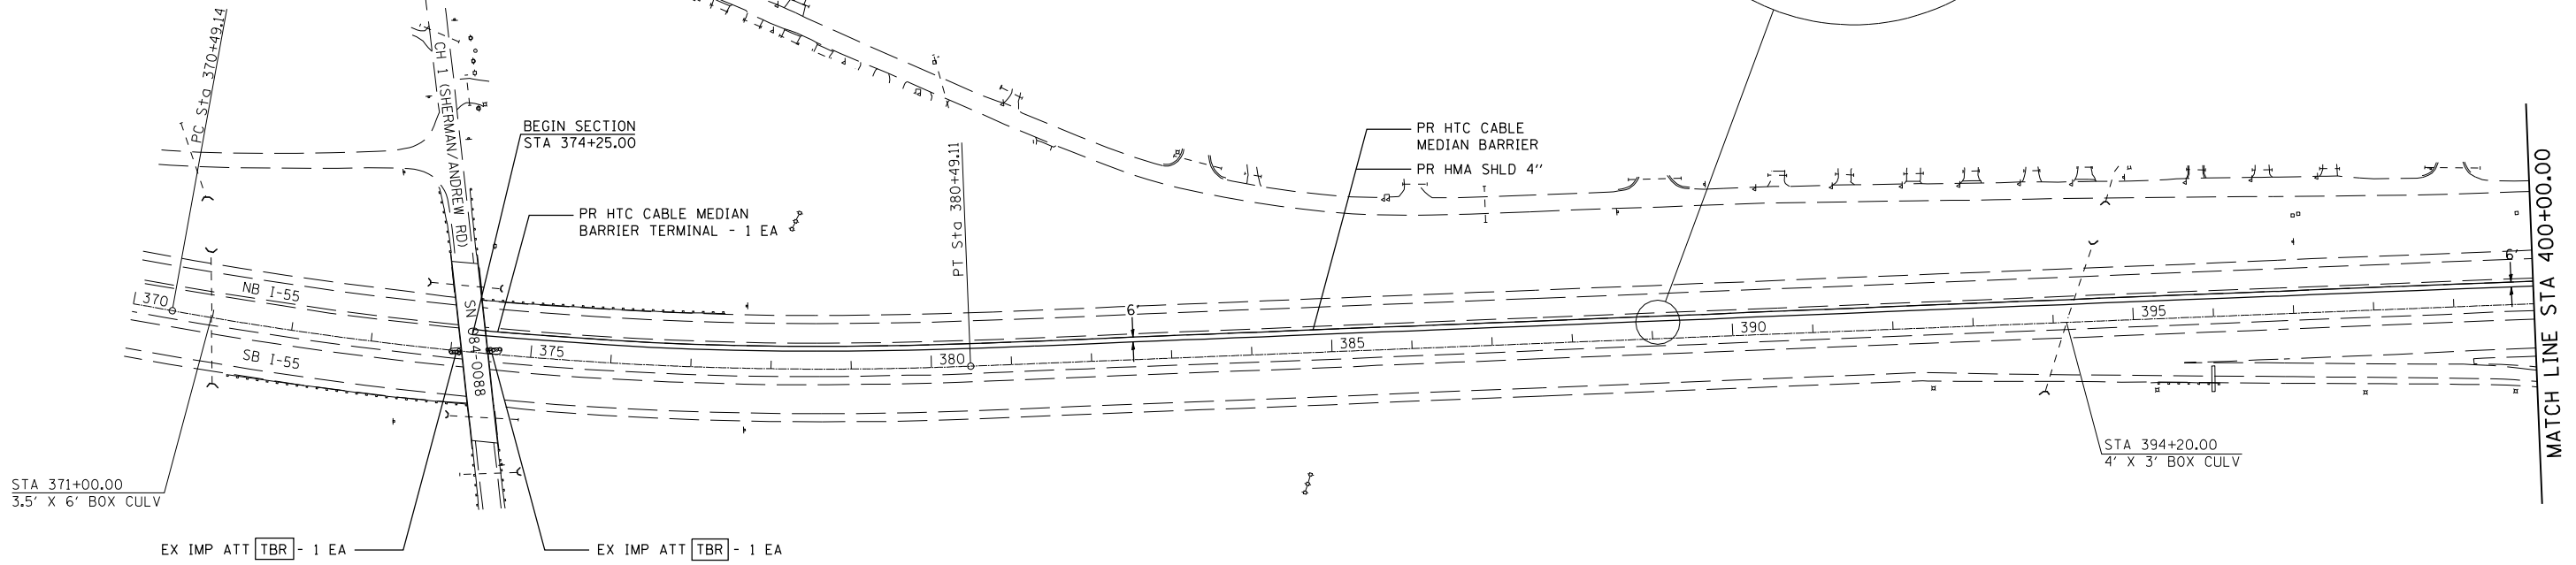 PC Sta 370+49.14
CH 1 (SHERMAN/ANDREW RD)
BEGIN SECTION
STA 374+25.00
PR HTC CABLE MEDIAN
BARRIER TERMINAL - 1 EA
PT Sta 380+49.11
PR HTC CABLE
MEDIAN BARRIER
PR HMA SHLD 4"
MATCH LINE STA 400+00.00
NB I-55
SB I-55
SN 084-0088
370
375
380
385
390
395
6'
6'
STA 371+00.00
3.5' X 6' BOX CULV
STA 394+20.00
4' X 3' BOX CULV
EX IMP ATT TBR - 1 EA
EX IMP ATT TBR - 1 EA